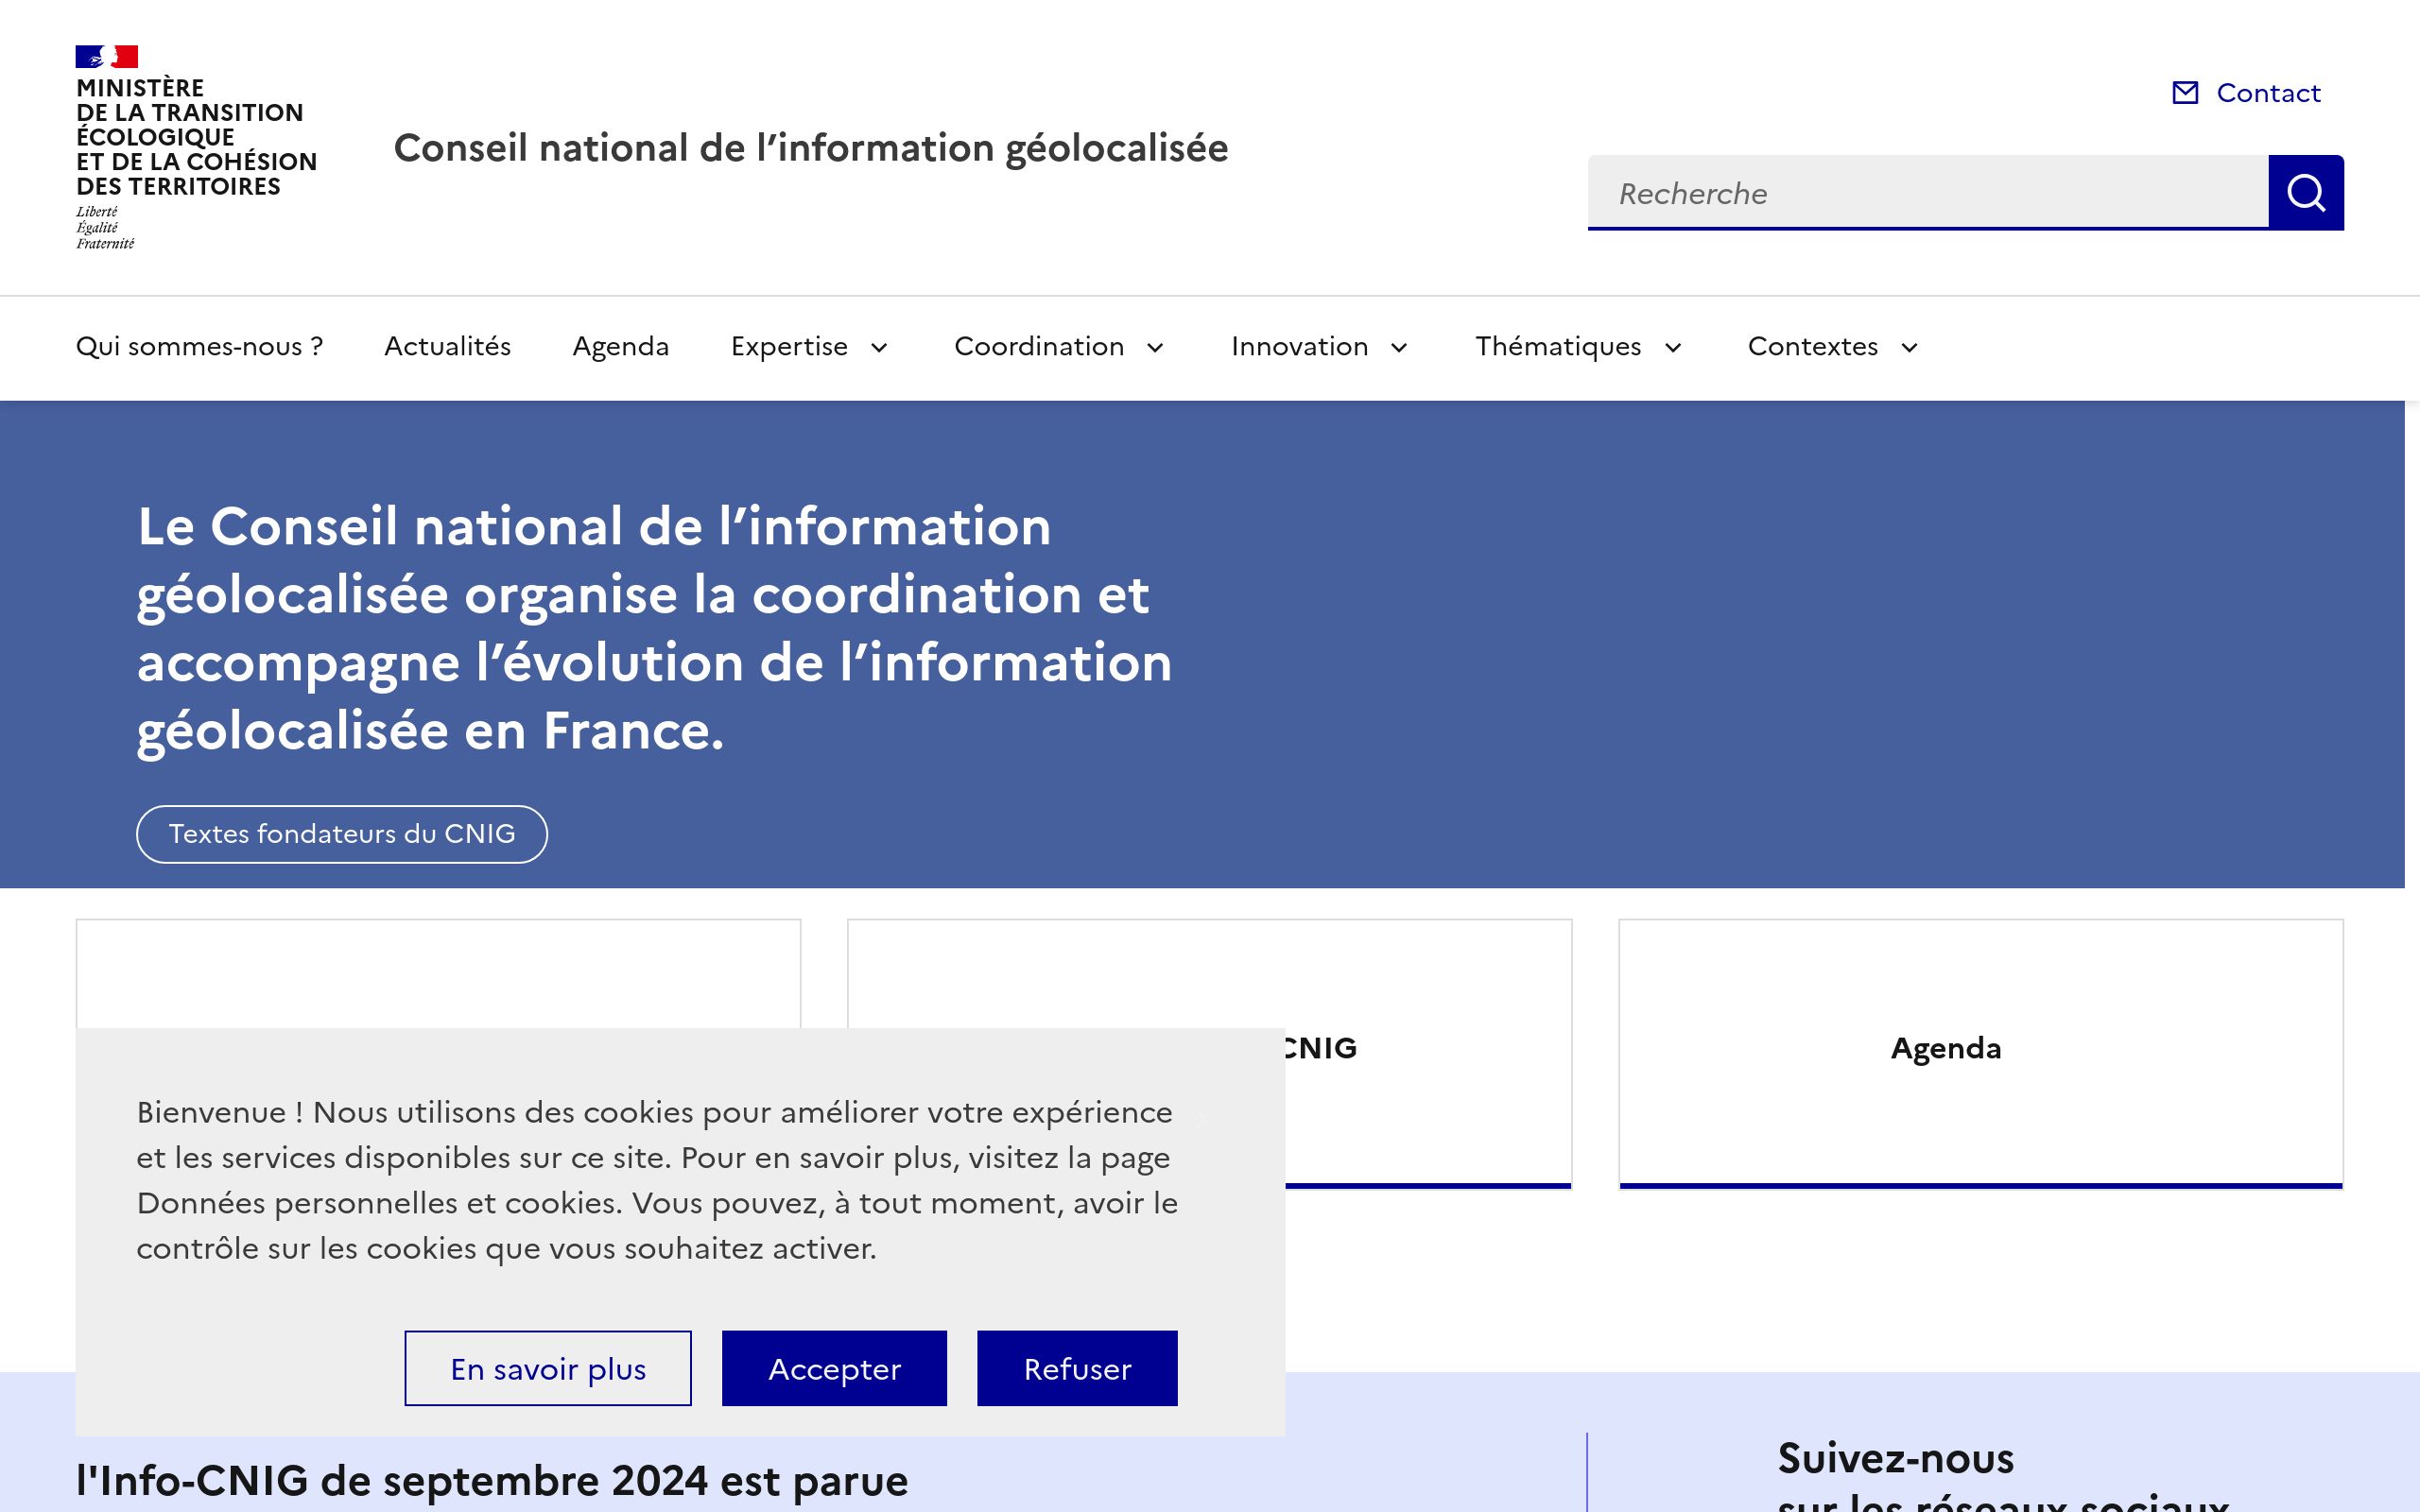 MINISTÈRE
DE LA TRANSITION
ÉCOLOGIQUE
ET DE LA COHÉSION
DES TERRITOIRES
Liberté
Égalité
Fraternité
Conseil national de l’information géolocalisée
Contact
Recherche
Qui sommes-nous ?
Actualités
Agenda
Expertise
Coordination
Innovation
Thématiques
Contextes
Le Conseil national de l’information
géolocalisée organise la coordination et
accompagne l’évolution de l’information
géolocalisée en France.
Textes fondateurs du CNIG
CNIG
Agenda
Bienvenue ! Nous utilisons des cookies pour améliorer votre expérience
et les services disponibles sur ce site. Pour en savoir plus, visitez la page
Données personnelles et cookies. Vous pouvez, à tout moment, avoir le
contrôle sur les cookies que vous souhaitez activer.
En savoir plus
Accepter
Refuser
l'Info-CNIG de septembre 2024 est parue
Suivez-nous
sur les réseaux sociaux